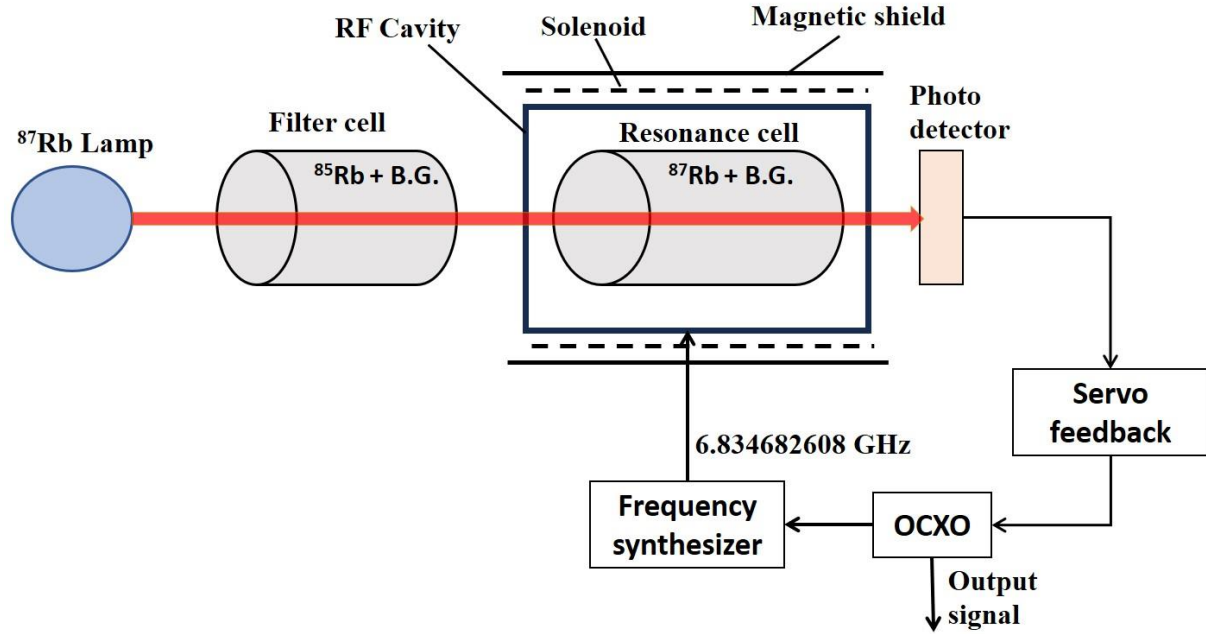 RF Cavity
Solenoid
Magnetic shield
⁸⁷Rb Lamp
Filter cell
Resonance cell
Photo
detector
⁸⁵Rb + B.G.
⁸⁷Rb + B.G.
Servo
feedback
6.834682608 GHz
Frequency
synthesizer
OCXO
Output
signal